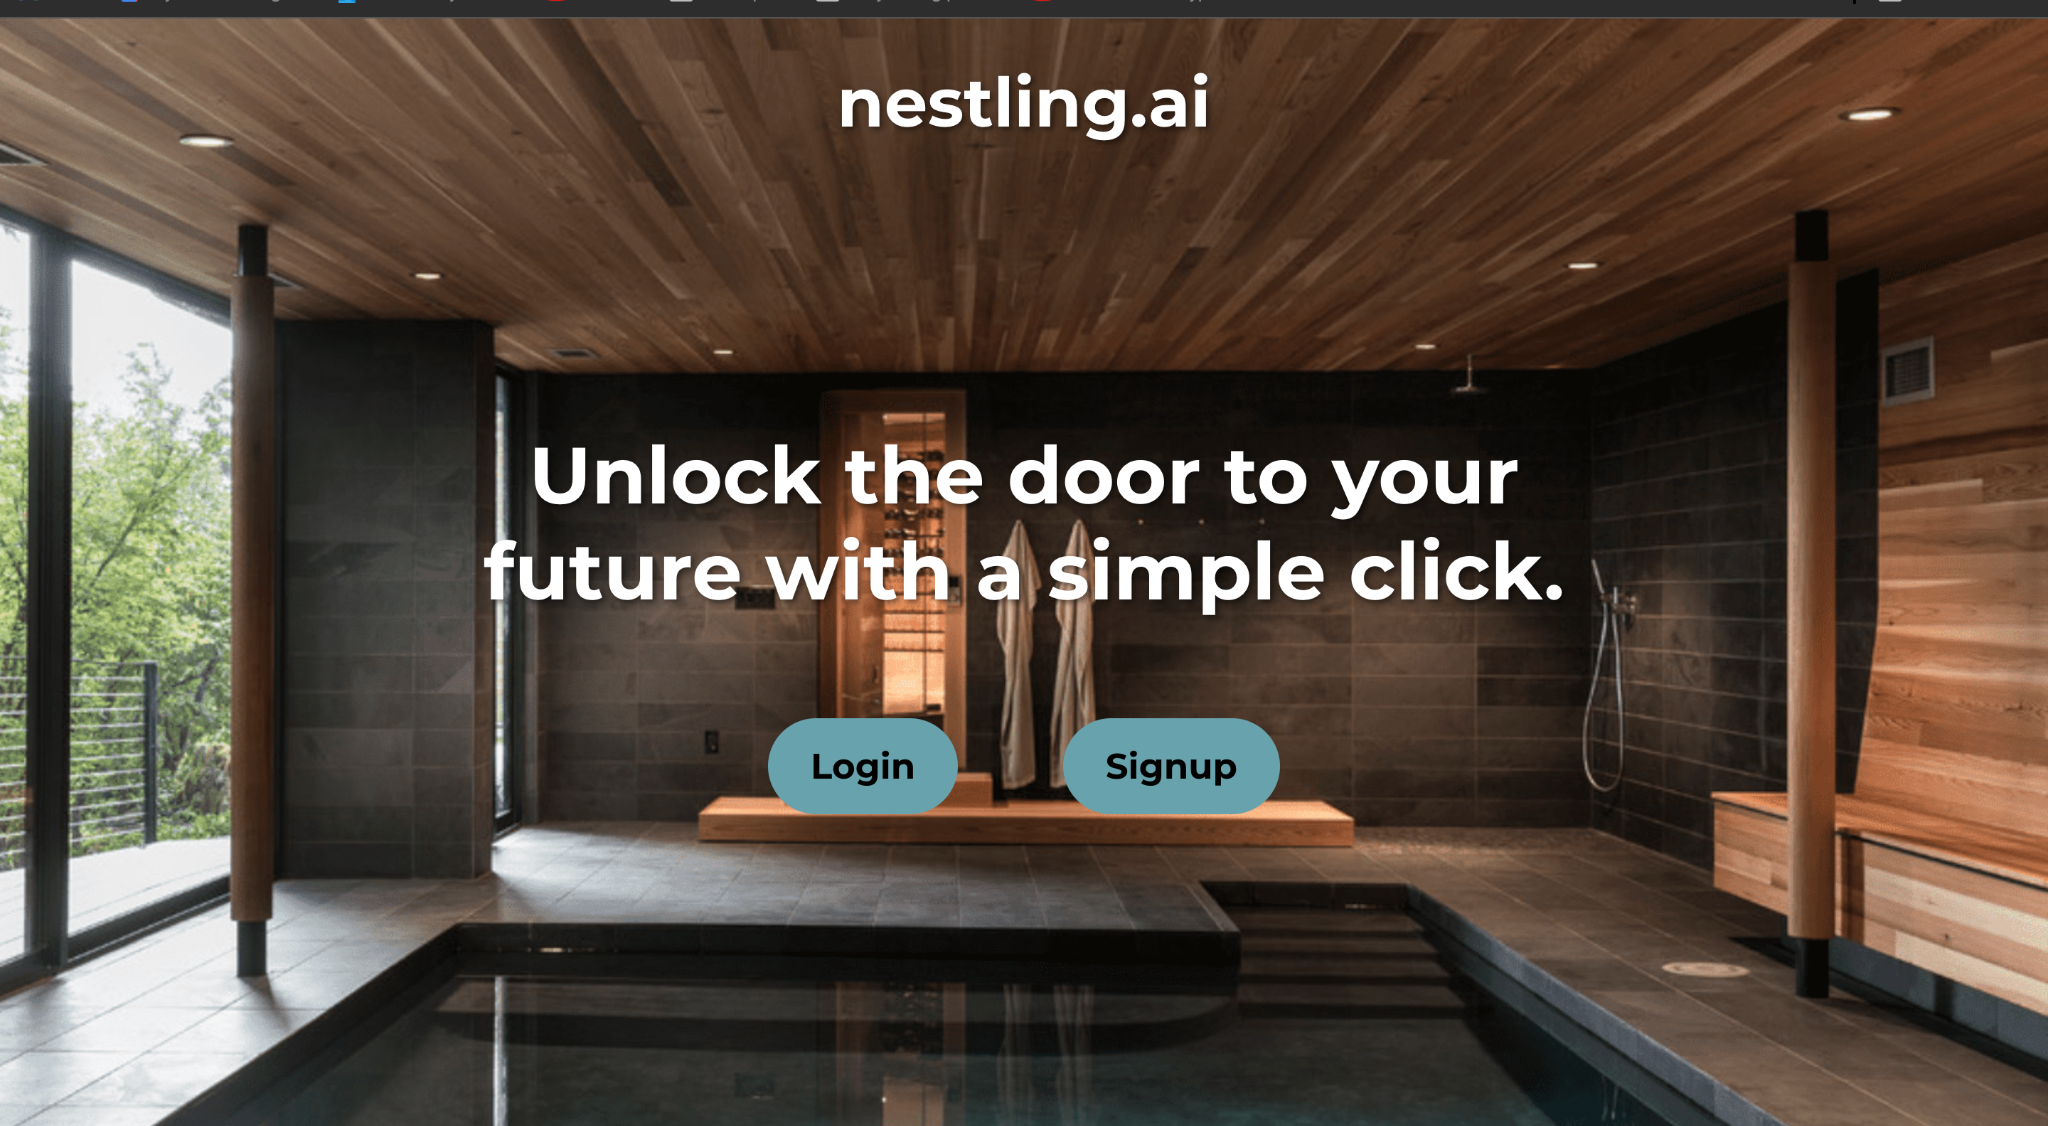 nestling.ai
Unlock the door to your
future with a simple click.
Login
Signup